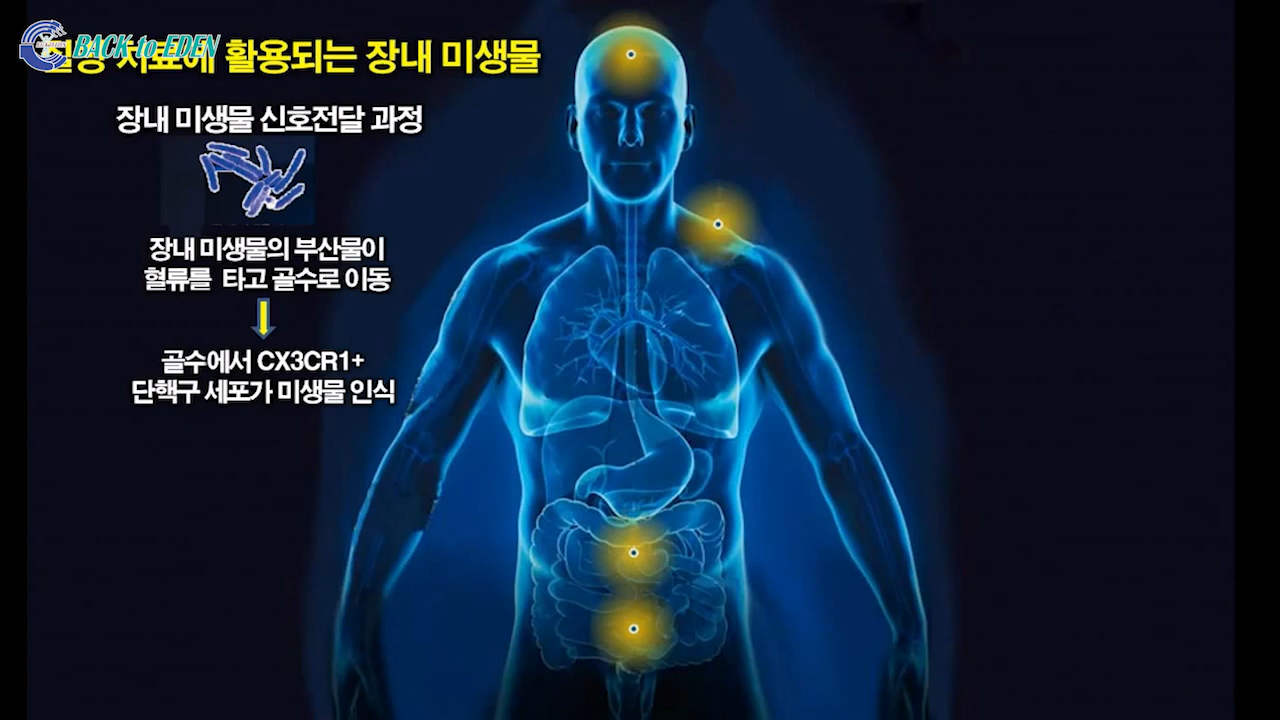 BACK to EDEN
치료에 활용되는 장내 미생물
장내 미생물 신호전달 과정
장내 미생물의 부산물이
혈류를 타고 골수로 이동
골수에서 CX3CR1+
단핵구 세포가 미생물 인식